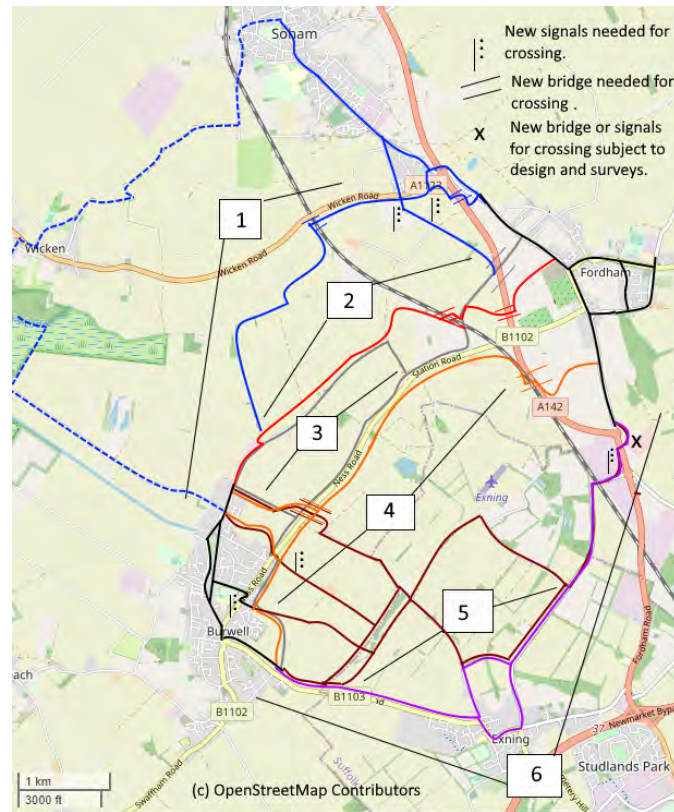 New signals needed for
crossing.
New bridge needed for
crossing .
X
New bridge or signals
for crossing subject to
design and surveys.
Soham
1
A1123
Wicken Road
Wicken
Wicken Road
Fordham
2
B1102
Station Road
A142
3
X
Ness Road
Exning
4
5
Burwell
Fordham Road
B1103
B1102
Exning
37
Newmarket Byp
6
Studlands Park
Swaffham Road
1 km
3000 ft
(c) OpenStreetMap Contributors